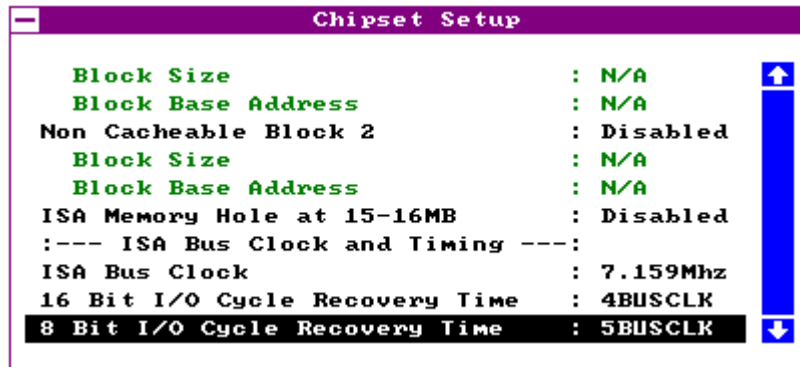 Chipset Setup
Block Size : N/A
Block Base Address : N/A
Non Cacheable Block 2 : Disabled
Block Size : N/A
Block Base Address : N/A
ISA Memory Hole at 15-16MB : Disabled
:--- ISA Bus Clock and Timing ---:
ISA Bus Clock : 7.159Mhz
16 Bit I/O Cycle Recovery Time : 4BUSCLK
8 Bit I/O Cycle Recovery Time : 5BUSCLK